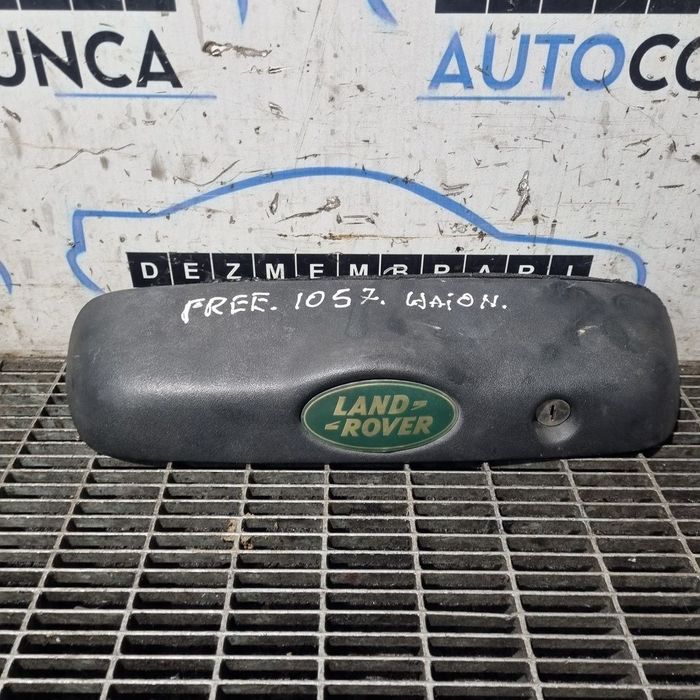 UNCA AUTOCO
DEZMEMBRARI
FREE. 1057. WAION.
LAND
ROVER